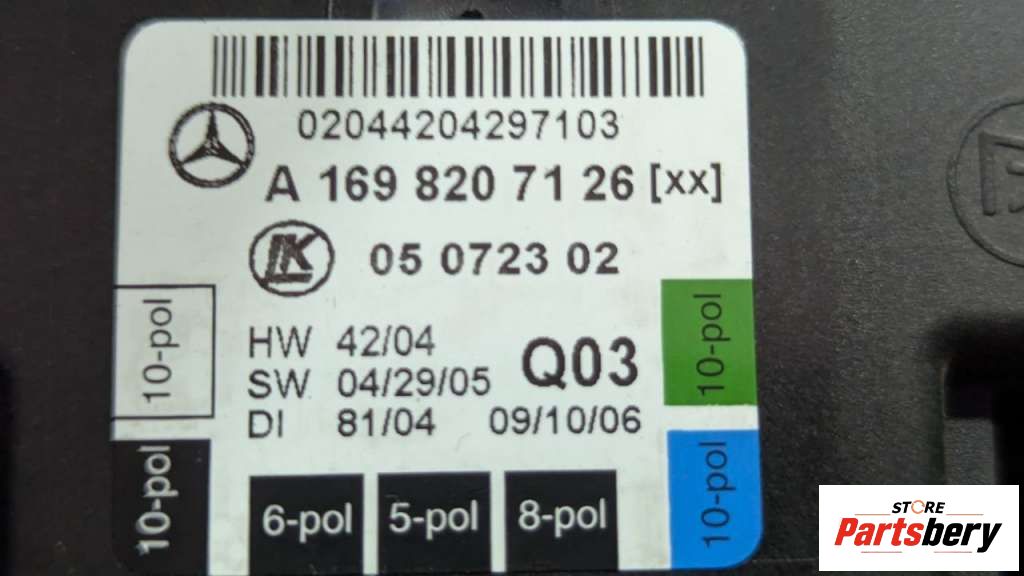 02044204297103
A 169 820 71 26 [xx]
LK 05 0723 02
10-pol
HW 42/04
SW 04/29/05
Q03
10-pol
DI 81/04 09/10/06
10-pol
6-pol
5-pol
8-pol
10-pol
STORE
Partsbery